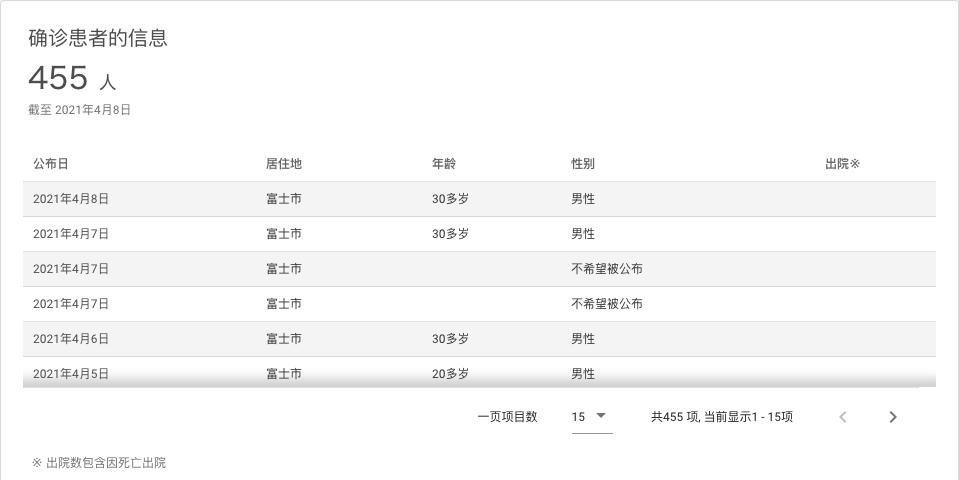 确诊患者的信息
455 人
截至 2021年4月8日
公布日 居住地 年龄 性别 出院※
2021年4月8日 富士市 30多岁 男性
2021年4月7日 富士市 30多岁 男性
2021年4月7日 富士市 不希望被公布
2021年4月7日 富士市 不希望被公布
2021年4月6日 富士市 30多岁 男性
2021年4月5日 富士市 20多岁 男性
一页项目数 15 共455 项, 当前显示1 - 15项
※ 出院数包含因死亡出院